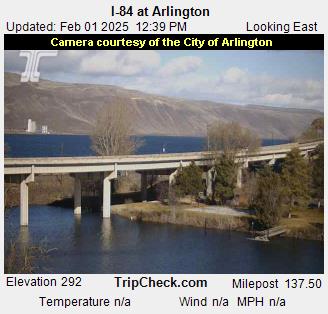 I-84 at Arlington
Updated: Feb 01 2025 12:39 PM Looking East
Camera courtesy of the City of Arlington
Elevation 292 TripCheck.com Milepost 137.50
Temperature n/a Wind n/a MPH n/a